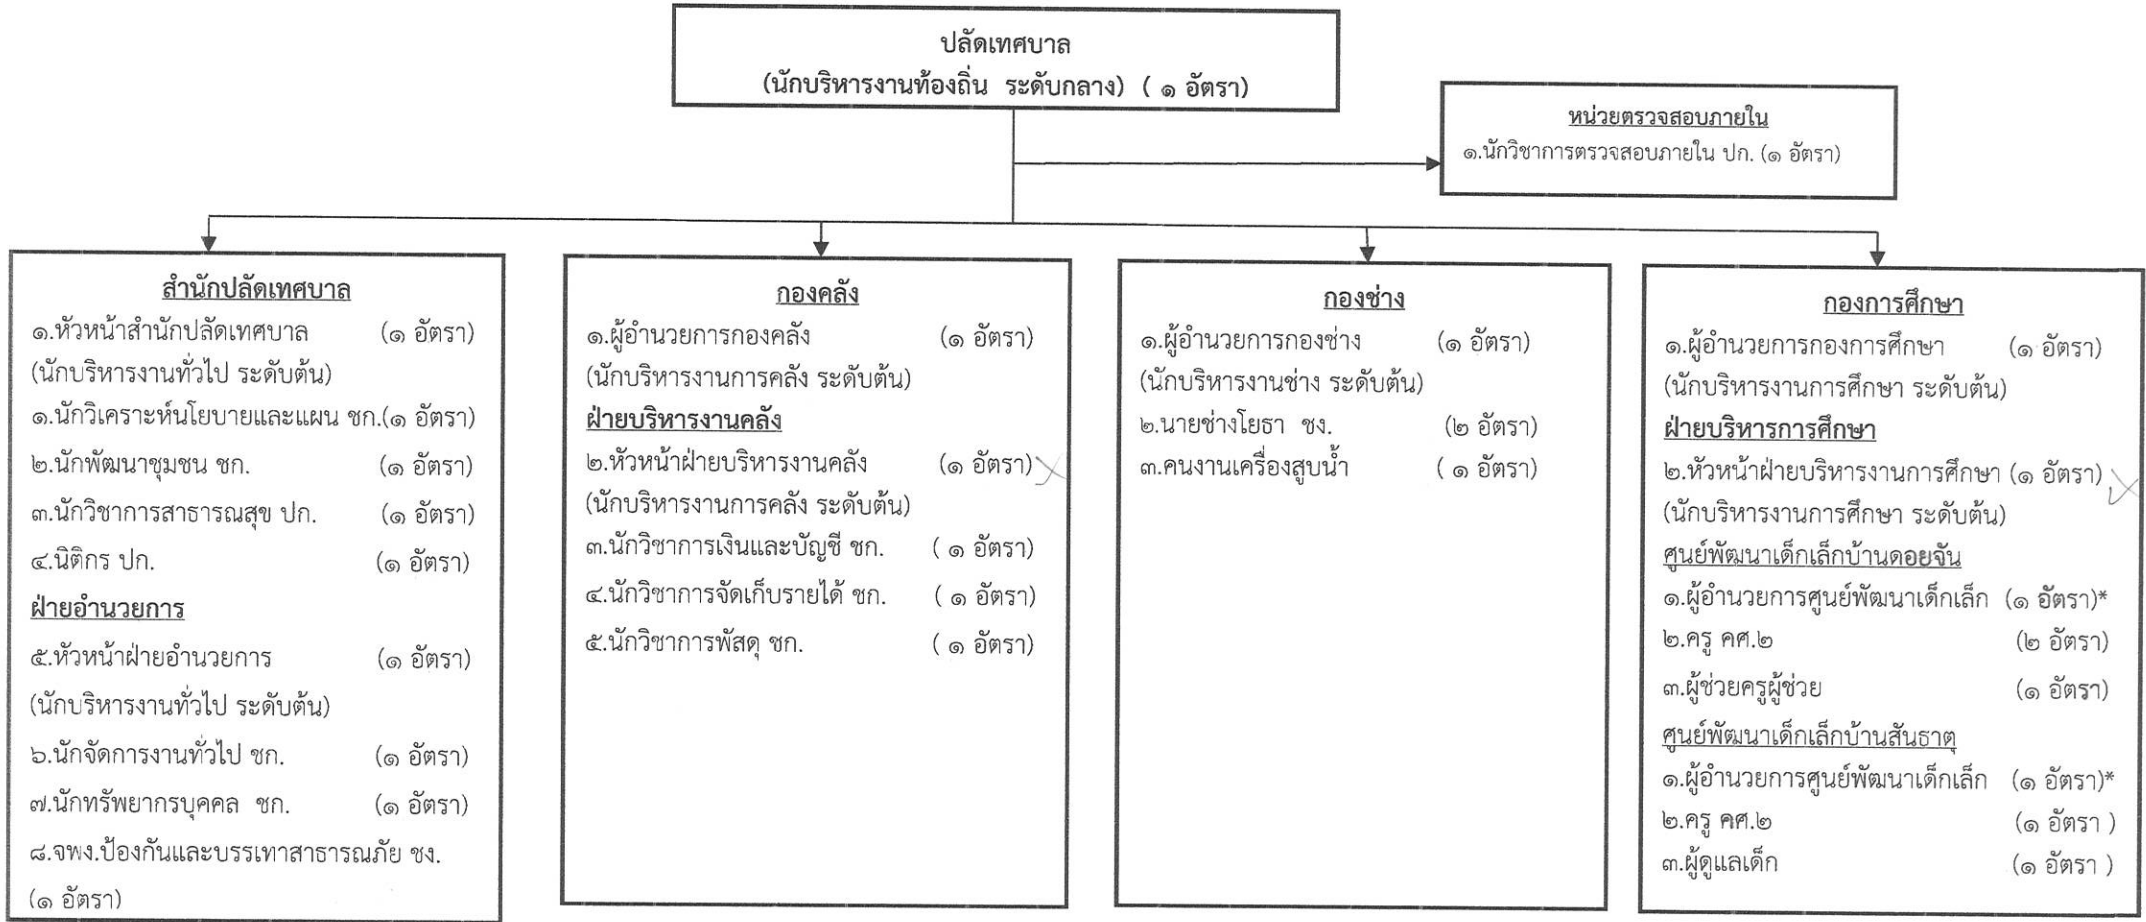 ปลัดเทศบาล
(นักบริหารงานท้องถิ่น ระดับกลาง) ( ๑ อัตรา)
หน่วยตรวจสอบภายใน
๑.นักวิชาการตรวจสอบภายใน ปก. (๑ อัตรา)
สำนักปลัดเทศบาล
๑.หัวหน้าสำนักปลัดเทศบาล (๑ อัตรา)
(นักบริหารงานทั่วไป ระดับต้น)
๑.นักวิเคราะห์นโยบายและแผน ชก.(๑ อัตรา)
๒.นักพัฒนาชุมชน ชก. (๑ อัตรา)
๓.นักวิชาการสาธารณสุข ปก. (๑ อัตรา)
๔.นิติกร ปก. (๑ อัตรา)
ฝ่ายอำนวยการ
๕.หัวหน้าฝ่ายอำนวยการ (๑ อัตรา)
(นักบริหารงานทั่วไป ระดับต้น)
๖.นักจัดการงานทั่วไป ชก. (๑ อัตรา)
๗.นักทรัพยากรบุคคล ชก. (๑ อัตรา)
๘.จพง.ป้องกันและบรรเทาสาธารณภัย ชง.
(๑ อัตรา)
กองคลัง
๑.ผู้อำนวยการกองคลัง (๑ อัตรา)
(นักบริหารงานการคลัง ระดับต้น)
ฝ่ายบริหารงานคลัง
๒.หัวหน้าฝ่ายบริหารงานคลัง (๑ อัตรา)
(นักบริหารงานการคลัง ระดับต้น)
๓.นักวิชาการเงินและบัญชี ชก. ( ๑ อัตรา)
๔.นักวิชาการจัดเก็บรายได้ ชก. ( ๑ อัตรา)
๕.นักวิชาการพัสดุ ชก. ( ๑ อัตรา)
กองช่าง
๑.ผู้อำนวยการกองช่าง (๑ อัตรา)
(นักบริหารงานช่าง ระดับต้น)
๒.นายช่างโยธา ชง. (๒ อัตรา)
๓.คนงานเครื่องสูบน้ำ ( ๑ อัตรา)
กองการศึกษา
๑.ผู้อำนวยการกองการศึกษา (๑ อัตรา)
(นักบริหารงานการศึกษา ระดับต้น)
ฝ่ายบริหารการศึกษา
๒.หัวหน้าฝ่ายบริหารงานการศึกษา (๑ อัตรา)
(นักบริหารงานการศึกษา ระดับต้น)
ศูนย์พัฒนาเด็กเล็กบ้านดอยจัน
๑.ผู้อำนวยการศูนย์พัฒนาเด็กเล็ก (๑ อัตรา)*
๒.ครู คศ.๒ (๒ อัตรา)
๓.ผู้ช่วยครูผู้ช่วย (๑ อัตรา)
ศูนย์พัฒนาเด็กเล็กบ้านสันธาตุ
๑.ผู้อำนวยการศูนย์พัฒนาเด็กเล็ก (๑ อัตรา)*
๒.ครู คศ.๒ (๑ อัตรา )
๓.ผู้ดูแลเด็ก (๑ อัตรา )